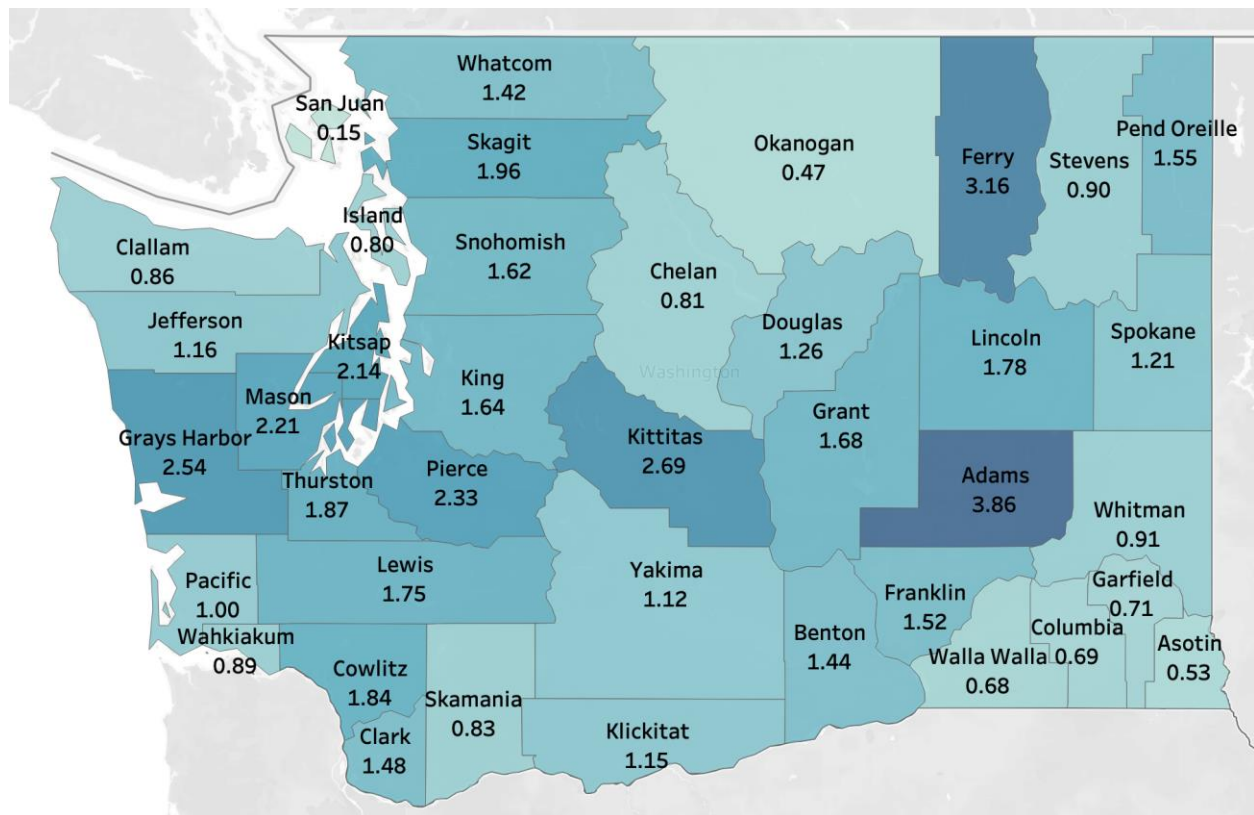 Whatcom
1.42
San Juan
0.15
Skagit
1.96
Okanogan
0.47
Ferry
3.16
Stevens
0.90
Pend Oreille
1.55
Island
0.80
Clallam
0.86
Snohomish
1.62
Chelan
0.81
Jefferson
1.16
Kitsap
2.14
Douglas
1.26
Lincoln
1.78
Spokane
1.21
Washington
King
1.64
Mason
2.21
Grays Harbor
2.54
Grant
1.68
Kittitas
2.69
Pierce
2.33
Thurston
1.87
Adams
3.86
Whitman
0.91
Lewis
1.75
Yakima
1.12
Pacific
1.00
Garfield
0.71
Franklin
1.52
Columbia
0.69
Wahkiakum
0.89
Benton
1.44
Walla Walla
0.68
Asotin
0.53
Cowlitz
1.84
Skamania
0.83
Clark
1.48
Klickitat
1.15